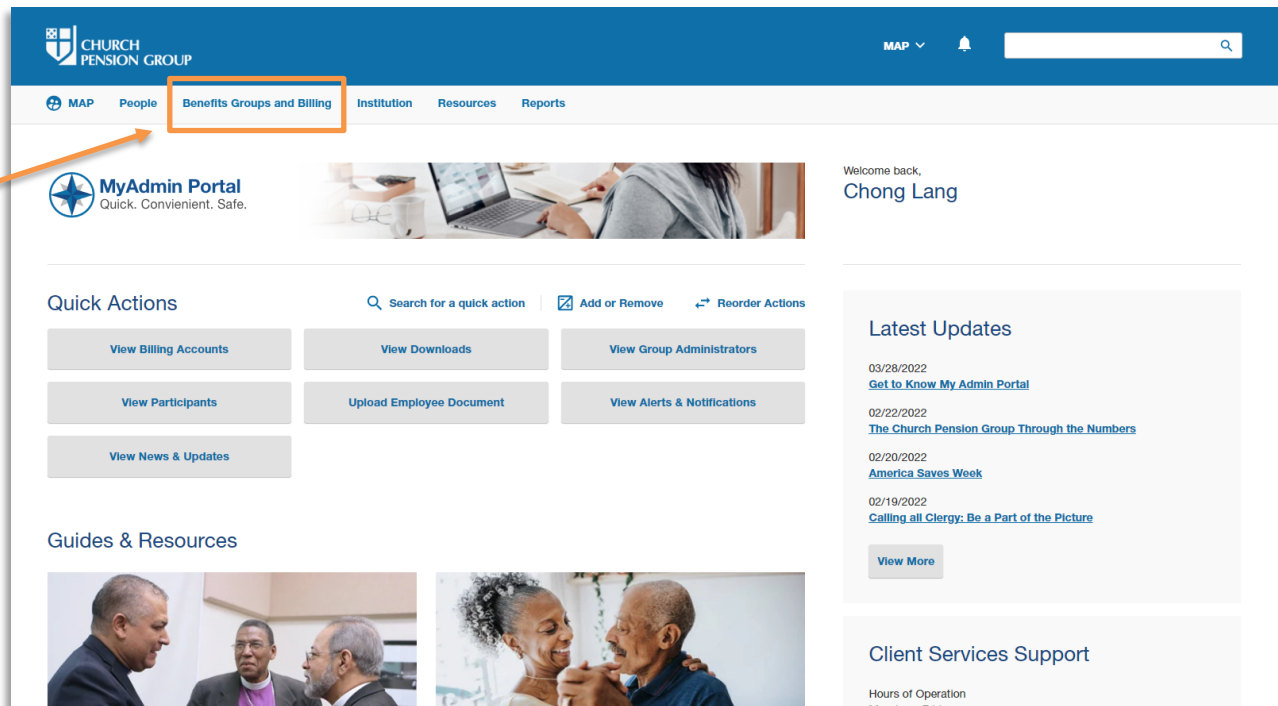 CHURCH
PENSION GROUP
MAP
MAP People Benefits Groups and Billing Institution Resources Reports
MyAdmin Portal
Quick. Convienient. Safe.
Welcome back,
Chong Lang
Quick Actions
Search for a quick action
Add or Remove
Reorder Actions
View Billing Accounts
View Downloads
View Group Administrators
View Participants
Upload Employee Document
View Alerts & Notifications
View News & Updates
Latest Updates
03/28/2022
Get to Know My Admin Portal
02/22/2022
The Church Pension Group Through the Numbers
02/20/2022
America Saves Week
02/19/2022
Calling all Clergy: Be a Part of the Picture
View More
Guides & Resources
Client Services Support
Hours of Operation